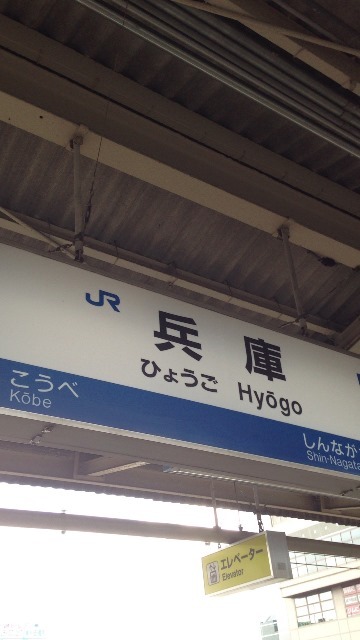 JR
兵庫
ひょうご Hyōgo
こうべ
Kōbe
しんなが
Shin-Nagata
エレベーター
Elevator